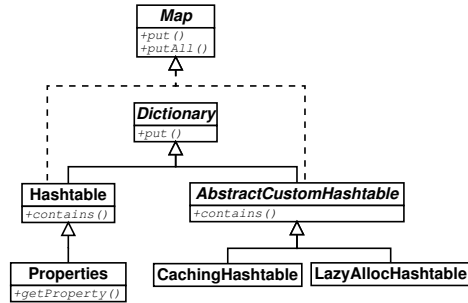 Map
+put()
+putAll()
Dictionary
+put()
Hashtable
+contains()
AbstractCustomHashtable
+contains()
Properties
+getProperty()
CachingHashtable
LazyAllocHashtable